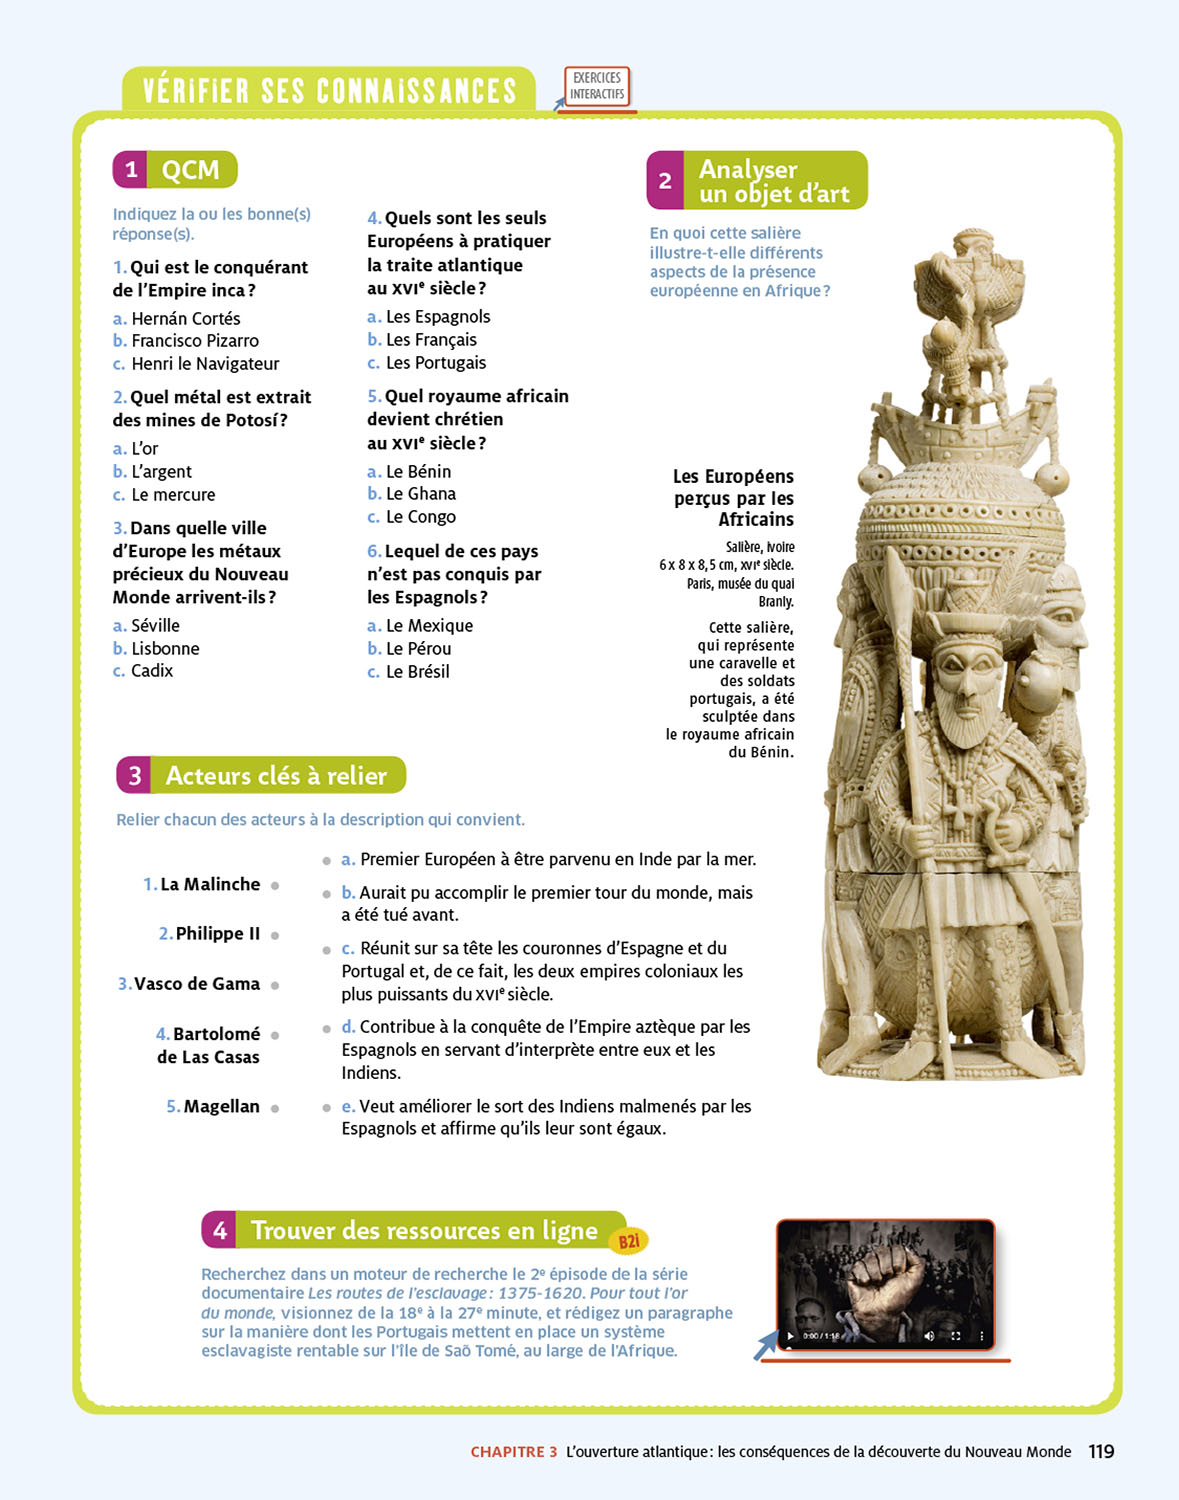 VÉRIFIER SES CONNAISSANCES
EXERCICES
INTERACTIFS
1 QCM
Indiquez la ou les bonne(s)
réponse(s).
1. Qui est le conquérant
de l'Empire inca ?
a. Hernán Cortés
b. Francisco Pizarro
c. Henri le Navigateur
2. Quel métal est extrait
des mines de Potosí ?
a. L'or
b. L'argent
c. Le mercure
3. Dans quelle ville
d'Europe les métaux
précieux du Nouveau
Monde arrivent-ils ?
a. Séville
b. Lisbonne
c. Cadix
4. Quels sont les seuls
Européens à pratiquer
la traite atlantique
au XVIe siècle ?
a. Les Espagnols
b. Les Français
c. Les Portugais
5. Quel royaume africain
devient chrétien
au XVIe siècle ?
a. Le Bénin
b. Le Ghana
c. Le Congo
6. Lequel de ces pays
n'est pas conquis par
les Espagnols ?
a. Le Mexique
b. Le Pérou
c. Le Brésil
2 Analyser
un objet d'art
En quoi cette salière
illustre-t-elle différents
aspects de la présence
européenne en Afrique ?
Les Européens
perçus par les
Africains
Salière, ivoire
6 x 8 x 8,5 cm, XVIe siècle.
Paris, musée du quai
Branly.
Cette salière,
qui représente
une caravelle et
des soldats
portugais, a été
sculptée dans
le royaume africain
du Bénin.
3 Acteurs clés à relier
Relier chacun des acteurs à la description qui convient.
1. La Malinche
2. Philippe II
3. Vasco de Gama
4. Bartolomé
de Las Casas
5. Magellan
a. Premier Européen à être parvenu en Inde par la mer.
b. Aurait pu accomplir le premier tour du monde, mais
a été tué avant.
c. Réunit sur sa tête les couronnes d'Espagne et du
Portugal et, de ce fait, les deux empires coloniaux les
plus puissants du XVIe siècle.
d. Contribue à la conquête de l'Empire aztèque par les
Espagnols en servant d'interprète entre eux et les
Indiens.
e. Veut améliorer le sort des Indiens malmenés par les
Espagnols et affirme qu'ils leur sont égaux.
4 Trouver des ressources en ligne
B2i
Recherchez dans un moteur de recherche le 2e épisode de la série
documentaire Les routes de l'esclavage : 1375-1620. Pour tout l'or
du monde, visionnez de la 18e à la 27e minute, et rédigez un paragraphe
sur la manière dont les Portugais mettent en place un système
esclavagiste rentable sur l'île de Saõ Tomé, au large de l'Afrique.
0:00 / 1:18
CHAPITRE 3 L'ouverture atlantique : les conséquences de la découverte du Nouveau Monde 119